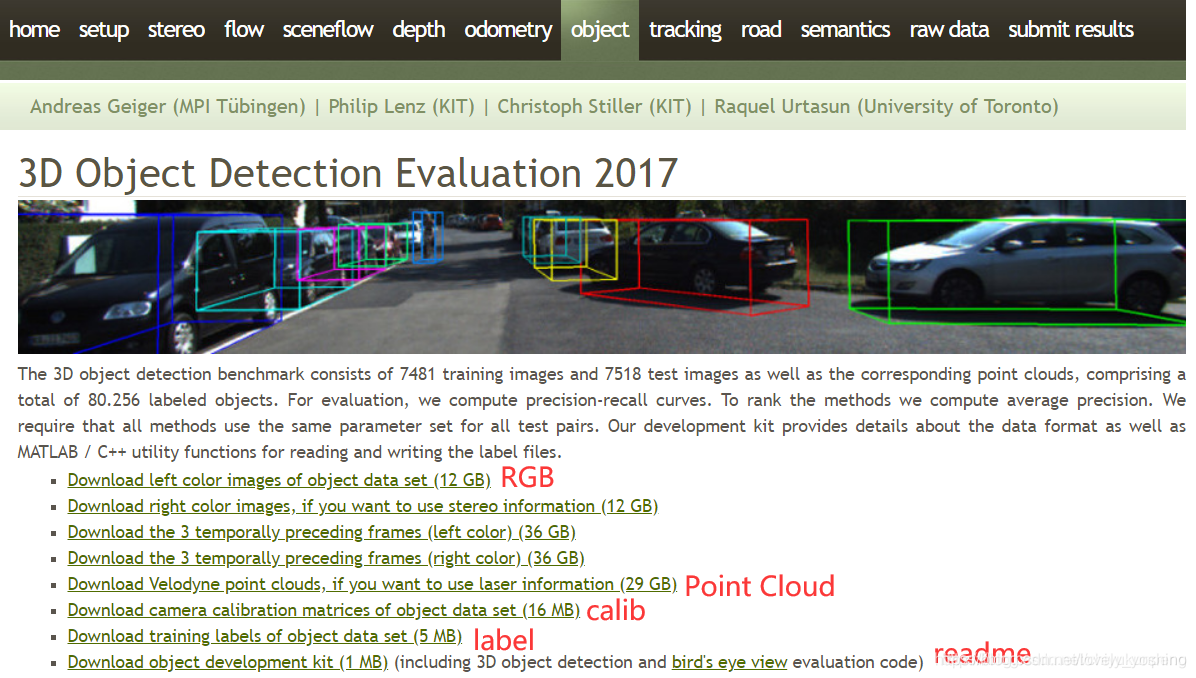 home setup stereo flow sceneflow depth odometry object tracking road semantics raw data submit results
Andreas Geiger (MPI Tübingen) | Philip Lenz (KIT) | Christoph Stiller (KIT) | Raquel Urtasun (University of Toronto)
3D Object Detection Evaluation 2017
The 3D object detection benchmark consists of 7481 training images and 7518 test images as well as the corresponding point clouds, comprising a
total of 80.256 labeled objects. For evaluation, we compute precision-recall curves. To rank the methods we compute average precision. We
require that all methods use the same parameter set for all test pairs. Our development kit provides details about the data format as well as
MATLAB / C++ utility functions for reading and writing the label files.
Download left color images of object data set (12 GB) RGB
Download right color images, if you want to use stereo information (12 GB)
Download the 3 temporally preceding frames (left color) (36 GB)
Download the 3 temporally preceding frames (right color) (36 GB)
Download Velodyne point clouds, if you want to use laser information (29 GB) Point Cloud
Download camera calibration matrices of object data set (16 MB) calib
Download training labels of object data set (5 MB) label
Download object development kit (1 MB) (including 3D object detection and bird's eye view evaluation code) readme